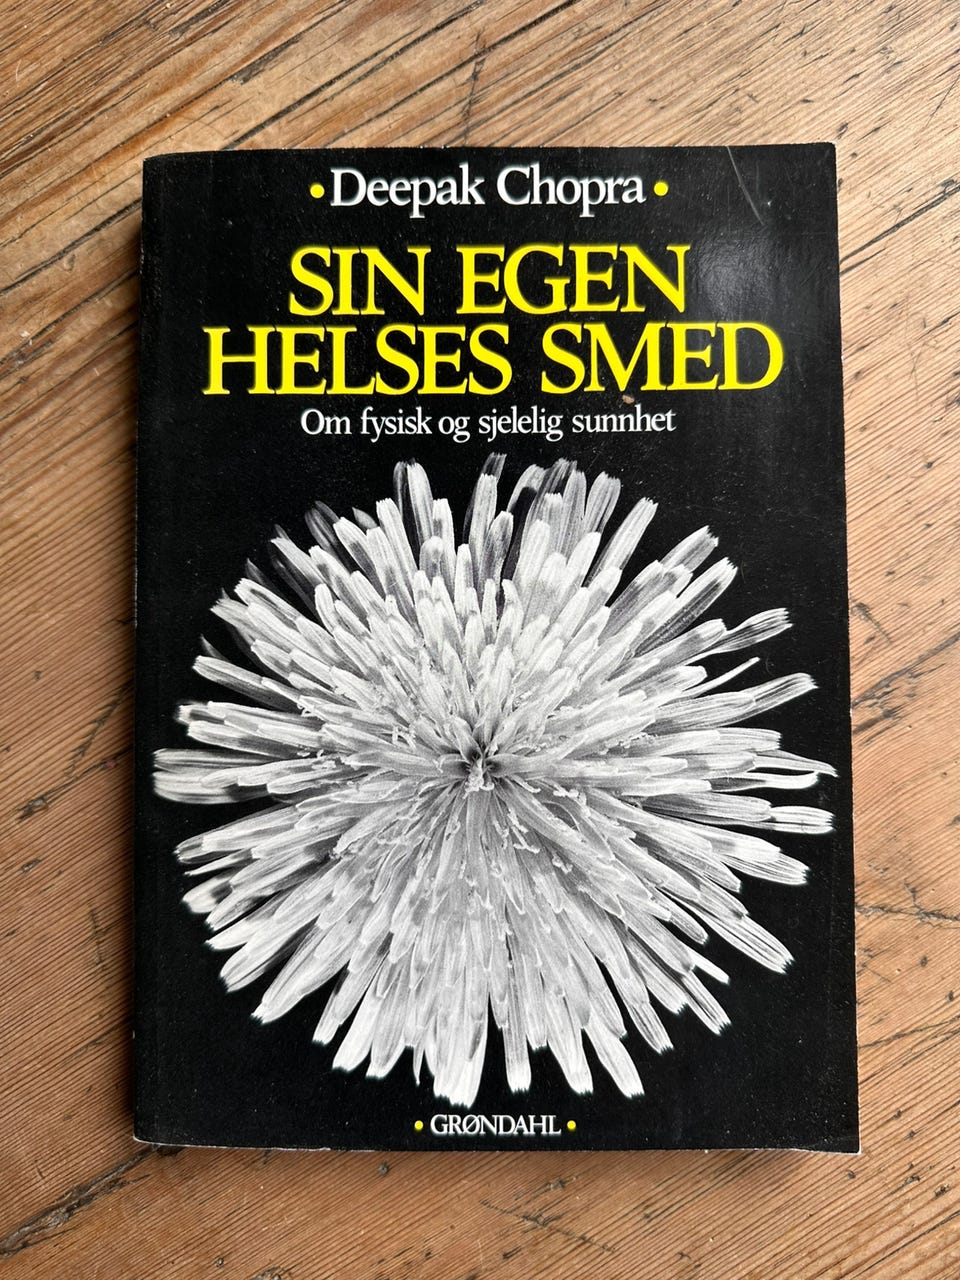 • Deepak Chopra •
SIN EGEN
HELSES SMED
Om fysisk og sjelelig sunnhet
• GRØNDAHL •